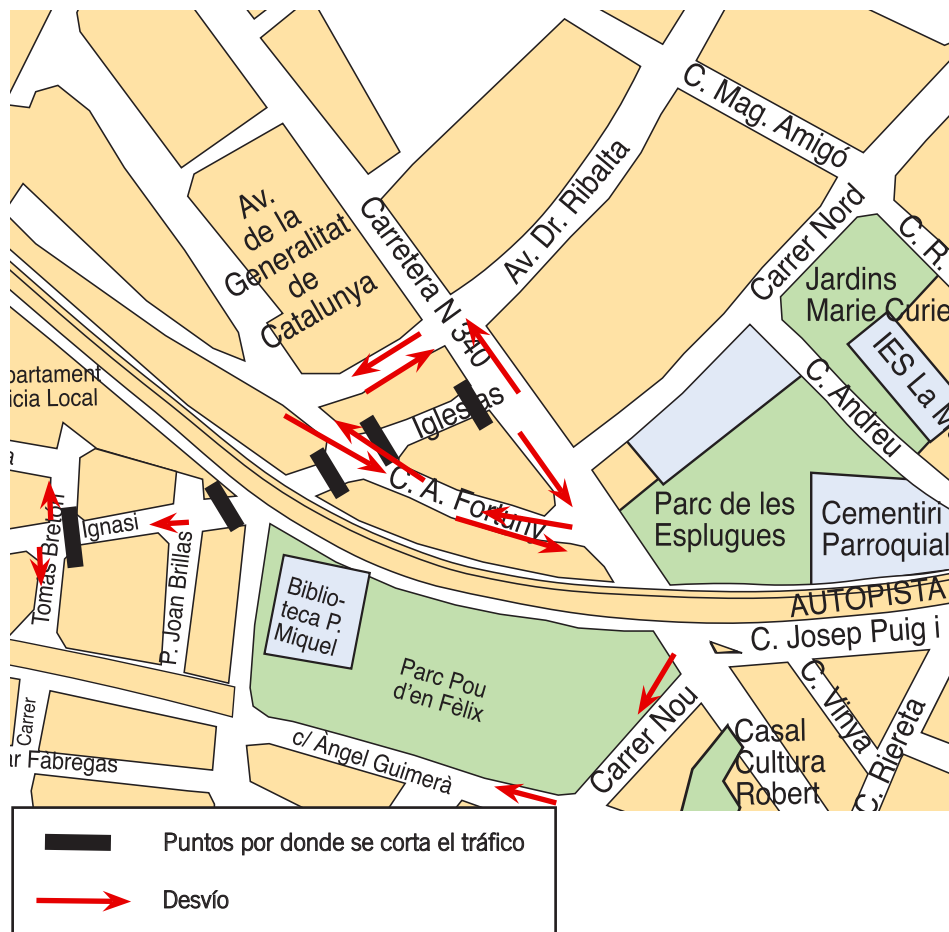 C. Mag. Amigó
Av. Dr. Ribalta
Carrer Nord
C. R.
Av.
de la
Generalitat
de
Catalunya
Carretera N 340
Jardins
Marie Curie
IES La M
C. Andreu
Iglesias
partament
icia Local
C. A. Fortuny
Parc de les
Esplugues
Cementiri
Parroquial
Ignasi
Tomás Bretón
P. Joan Brillas
Biblio-
teca P.
Miquel
AUTOPISTA
C. Josep Puig i
Parc Pou
d'en Fèlix
C. Vinya
C. Riereta
Carrer Nou
Carrer
ar Fàbregas
c/ Àngel Guimerà
Casal
Cultura
Robert
Puntos por donde se corta el tráfico
Desvío